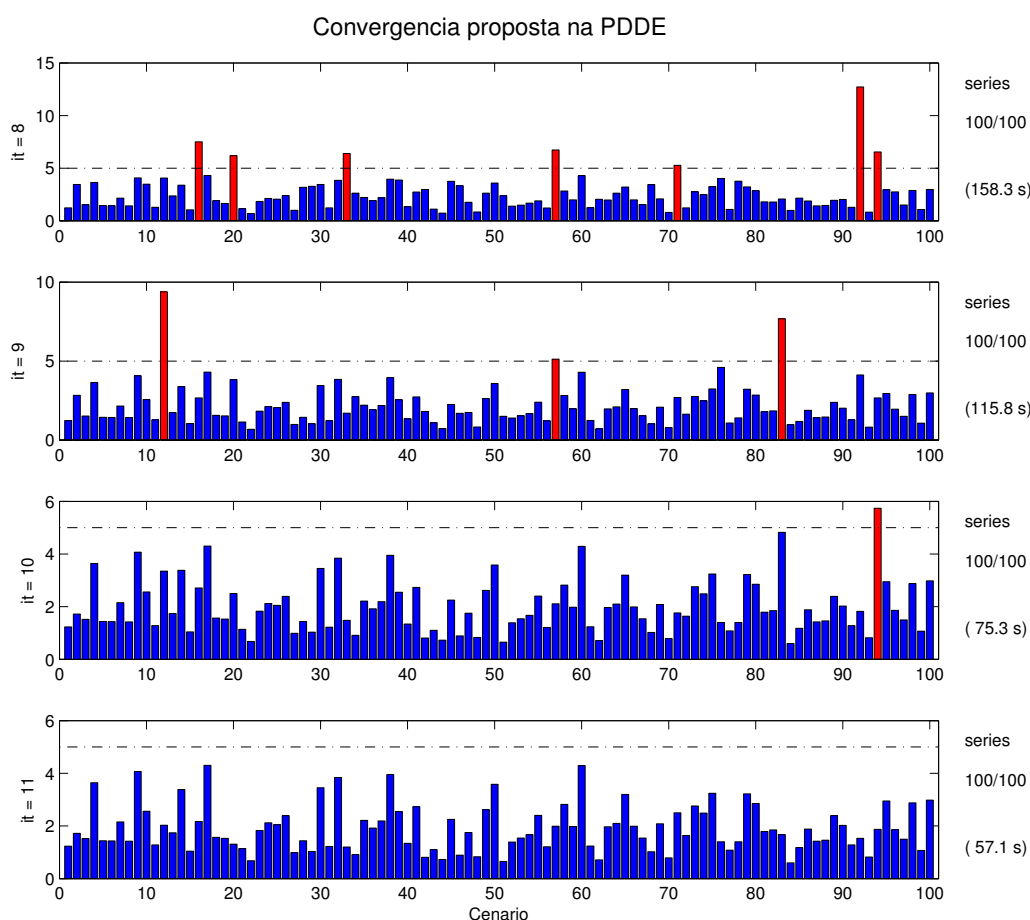 Convergencia proposta na PDDE
15
10
5
0
it = 8
0 10 20 30 40 50 60 70 80 90 100
series
100/100
(158.3 s)
10
5
0
it = 9
0 10 20 30 40 50 60 70 80 90 100
series
100/100
(115.8 s)
6
4
2
0
it = 10
0 10 20 30 40 50 60 70 80 90 100
series
100/100
( 75.3 s)
6
4
2
0
it = 11
0 10 20 30 40 50 60 70 80 90 100
series
100/100
( 57.1 s)
Cenario